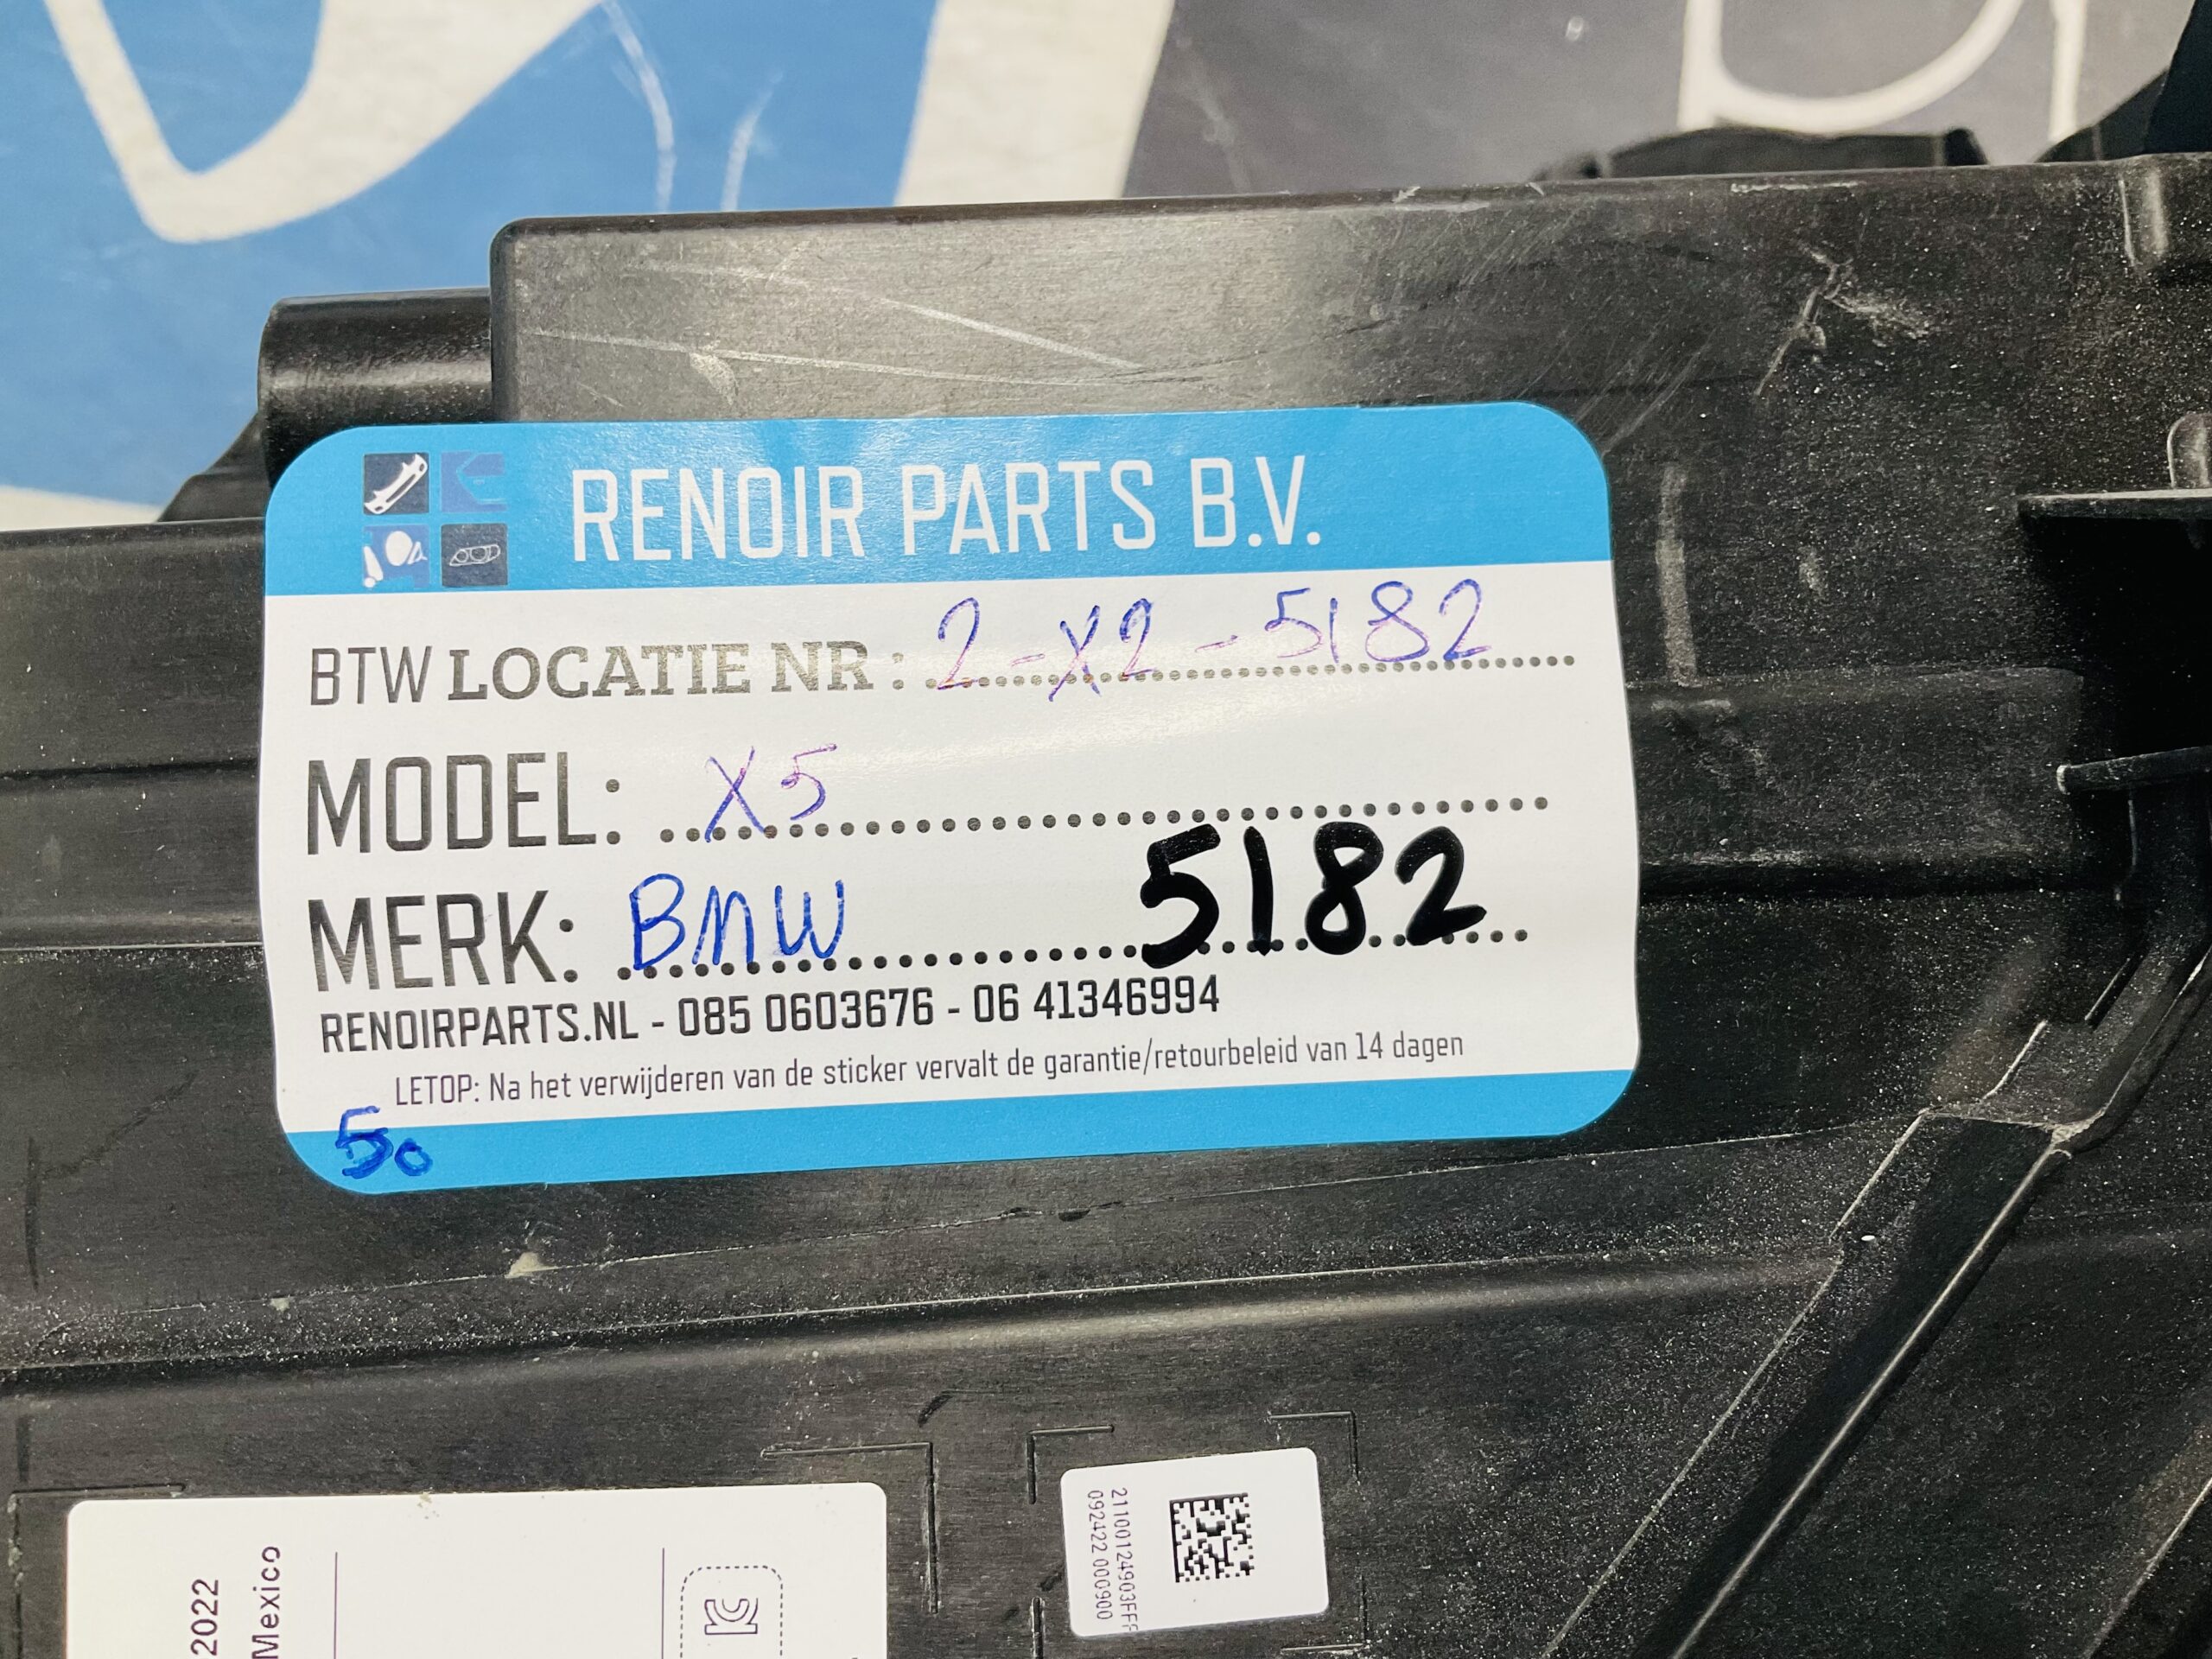 RENOIR PARTS B.V.
BTW LOCATIE NR : 2-X2-5182
MODEL: X5
MERK: BMW 5182
RENOIRPARTS.NL - 085 0603676 - 06 41346994
LETOP: Na het verwijderen van de sticker vervalt de garantie/retourbeleid van 14 dagen
50
2022
Mexico
092422 000900